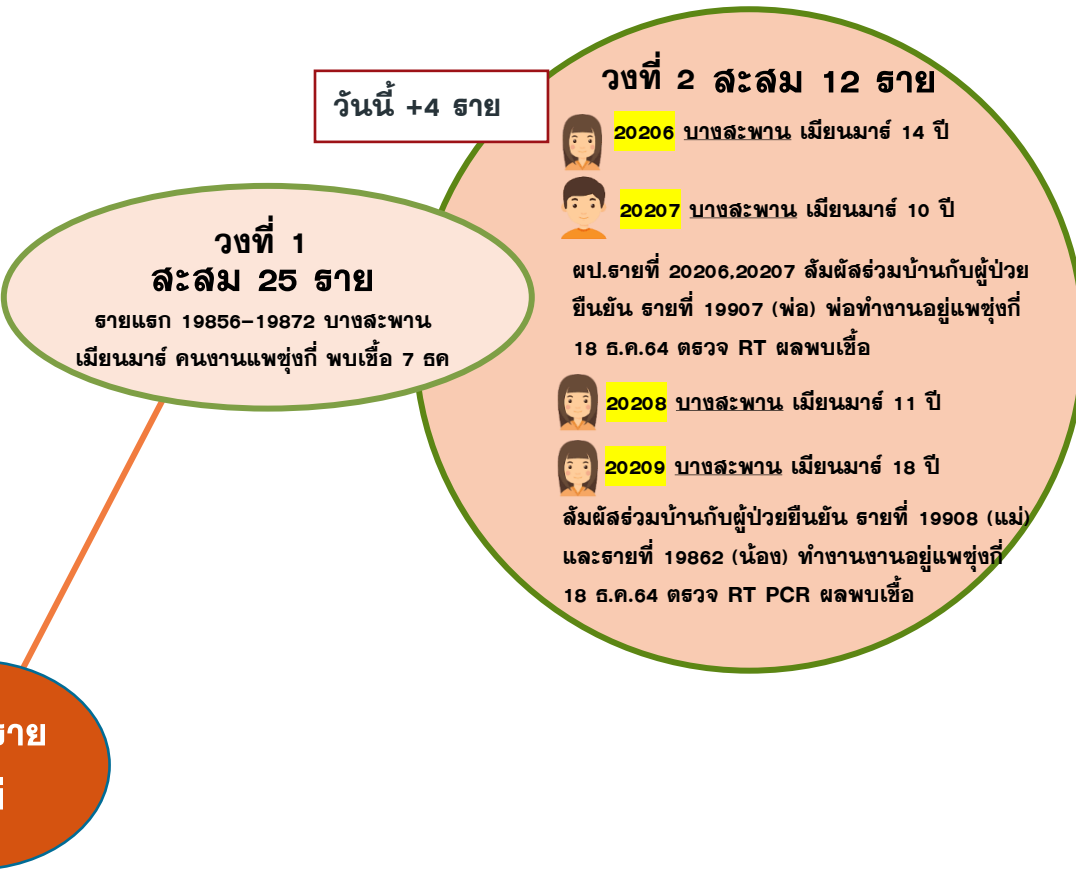 วงที่ 2 สะสม 12 ราย
วันนี้ +4 ราย
20206 บางสะพาน เมียนมาร์ 14 ปี
20207 บางสะพาน เมียนมาร์ 10 ปี
ผป.รายที่ 20206,20207 สัมผัสร่วมบ้านกับผู้ป่วย
ยืนยัน รายที่ 19907 (พ่อ) พ่อทำงานอยู่แพซุ่งกี่
18 ธ.ค.64 ตรวจ RT ผลพบเชื้อ
20208 บางสะพาน เมียนมาร์ 11 ปี
20209 บางสะพาน เมียนมาร์ 18 ปี
สัมผัสร่วมบ้านกับผู้ป่วยยืนยัน รายที่ 19908 (แม่)
และรายที่ 19862 (น้อง) ทำงานงานอยู่แพซุ่งกี่
18 ธ.ค.64 ตรวจ RT PCR ผลพบเชื้อ
วงที่ 1
สะสม 25 ราย
รายแรก 19856-19872 บางสะพาน
เมียนมาร์ คนงานแพซุ่งกี่ พบเชื้อ 7 ธค
ราย